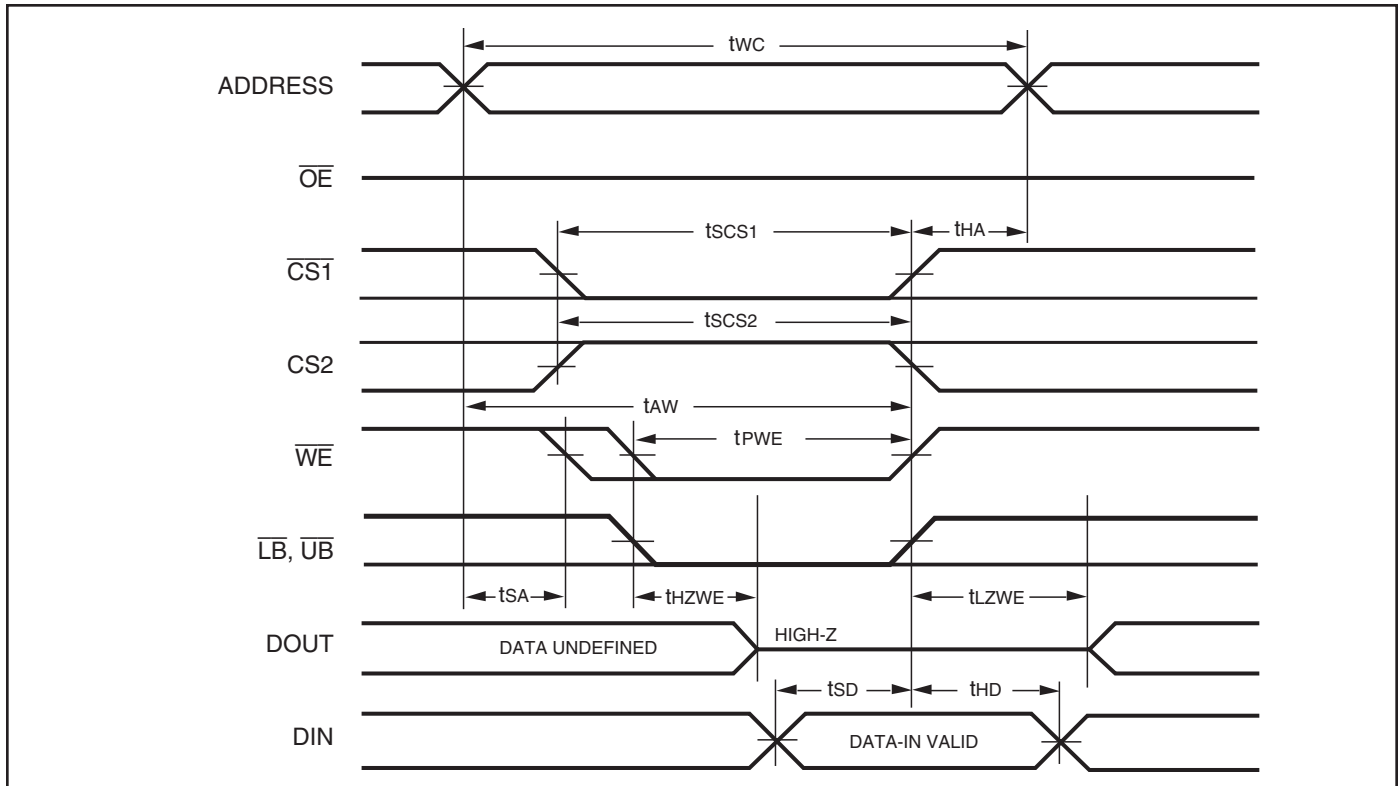 tWC
ADDRESS
OE
tSCS1
tHA
CS1
tSCS2
CS2
tAW
tPWE
WE
LB, UB
tSA
tHZWE
tLZWE
DOUT
DATA UNDEFINED
HIGH-Z
tSD
tHD
DIN
DATA-IN VALID